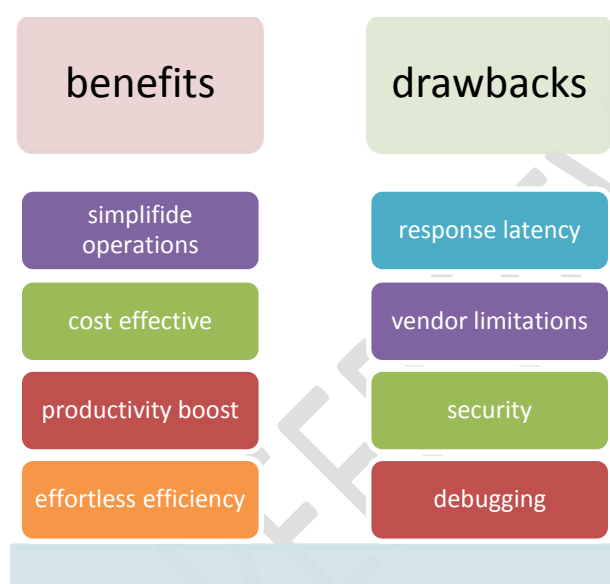 benefits
drawbacks
simplifide
operations
response latency
cost effective
vendor limitations
productivity boost
security
effortless efficiency
debugging